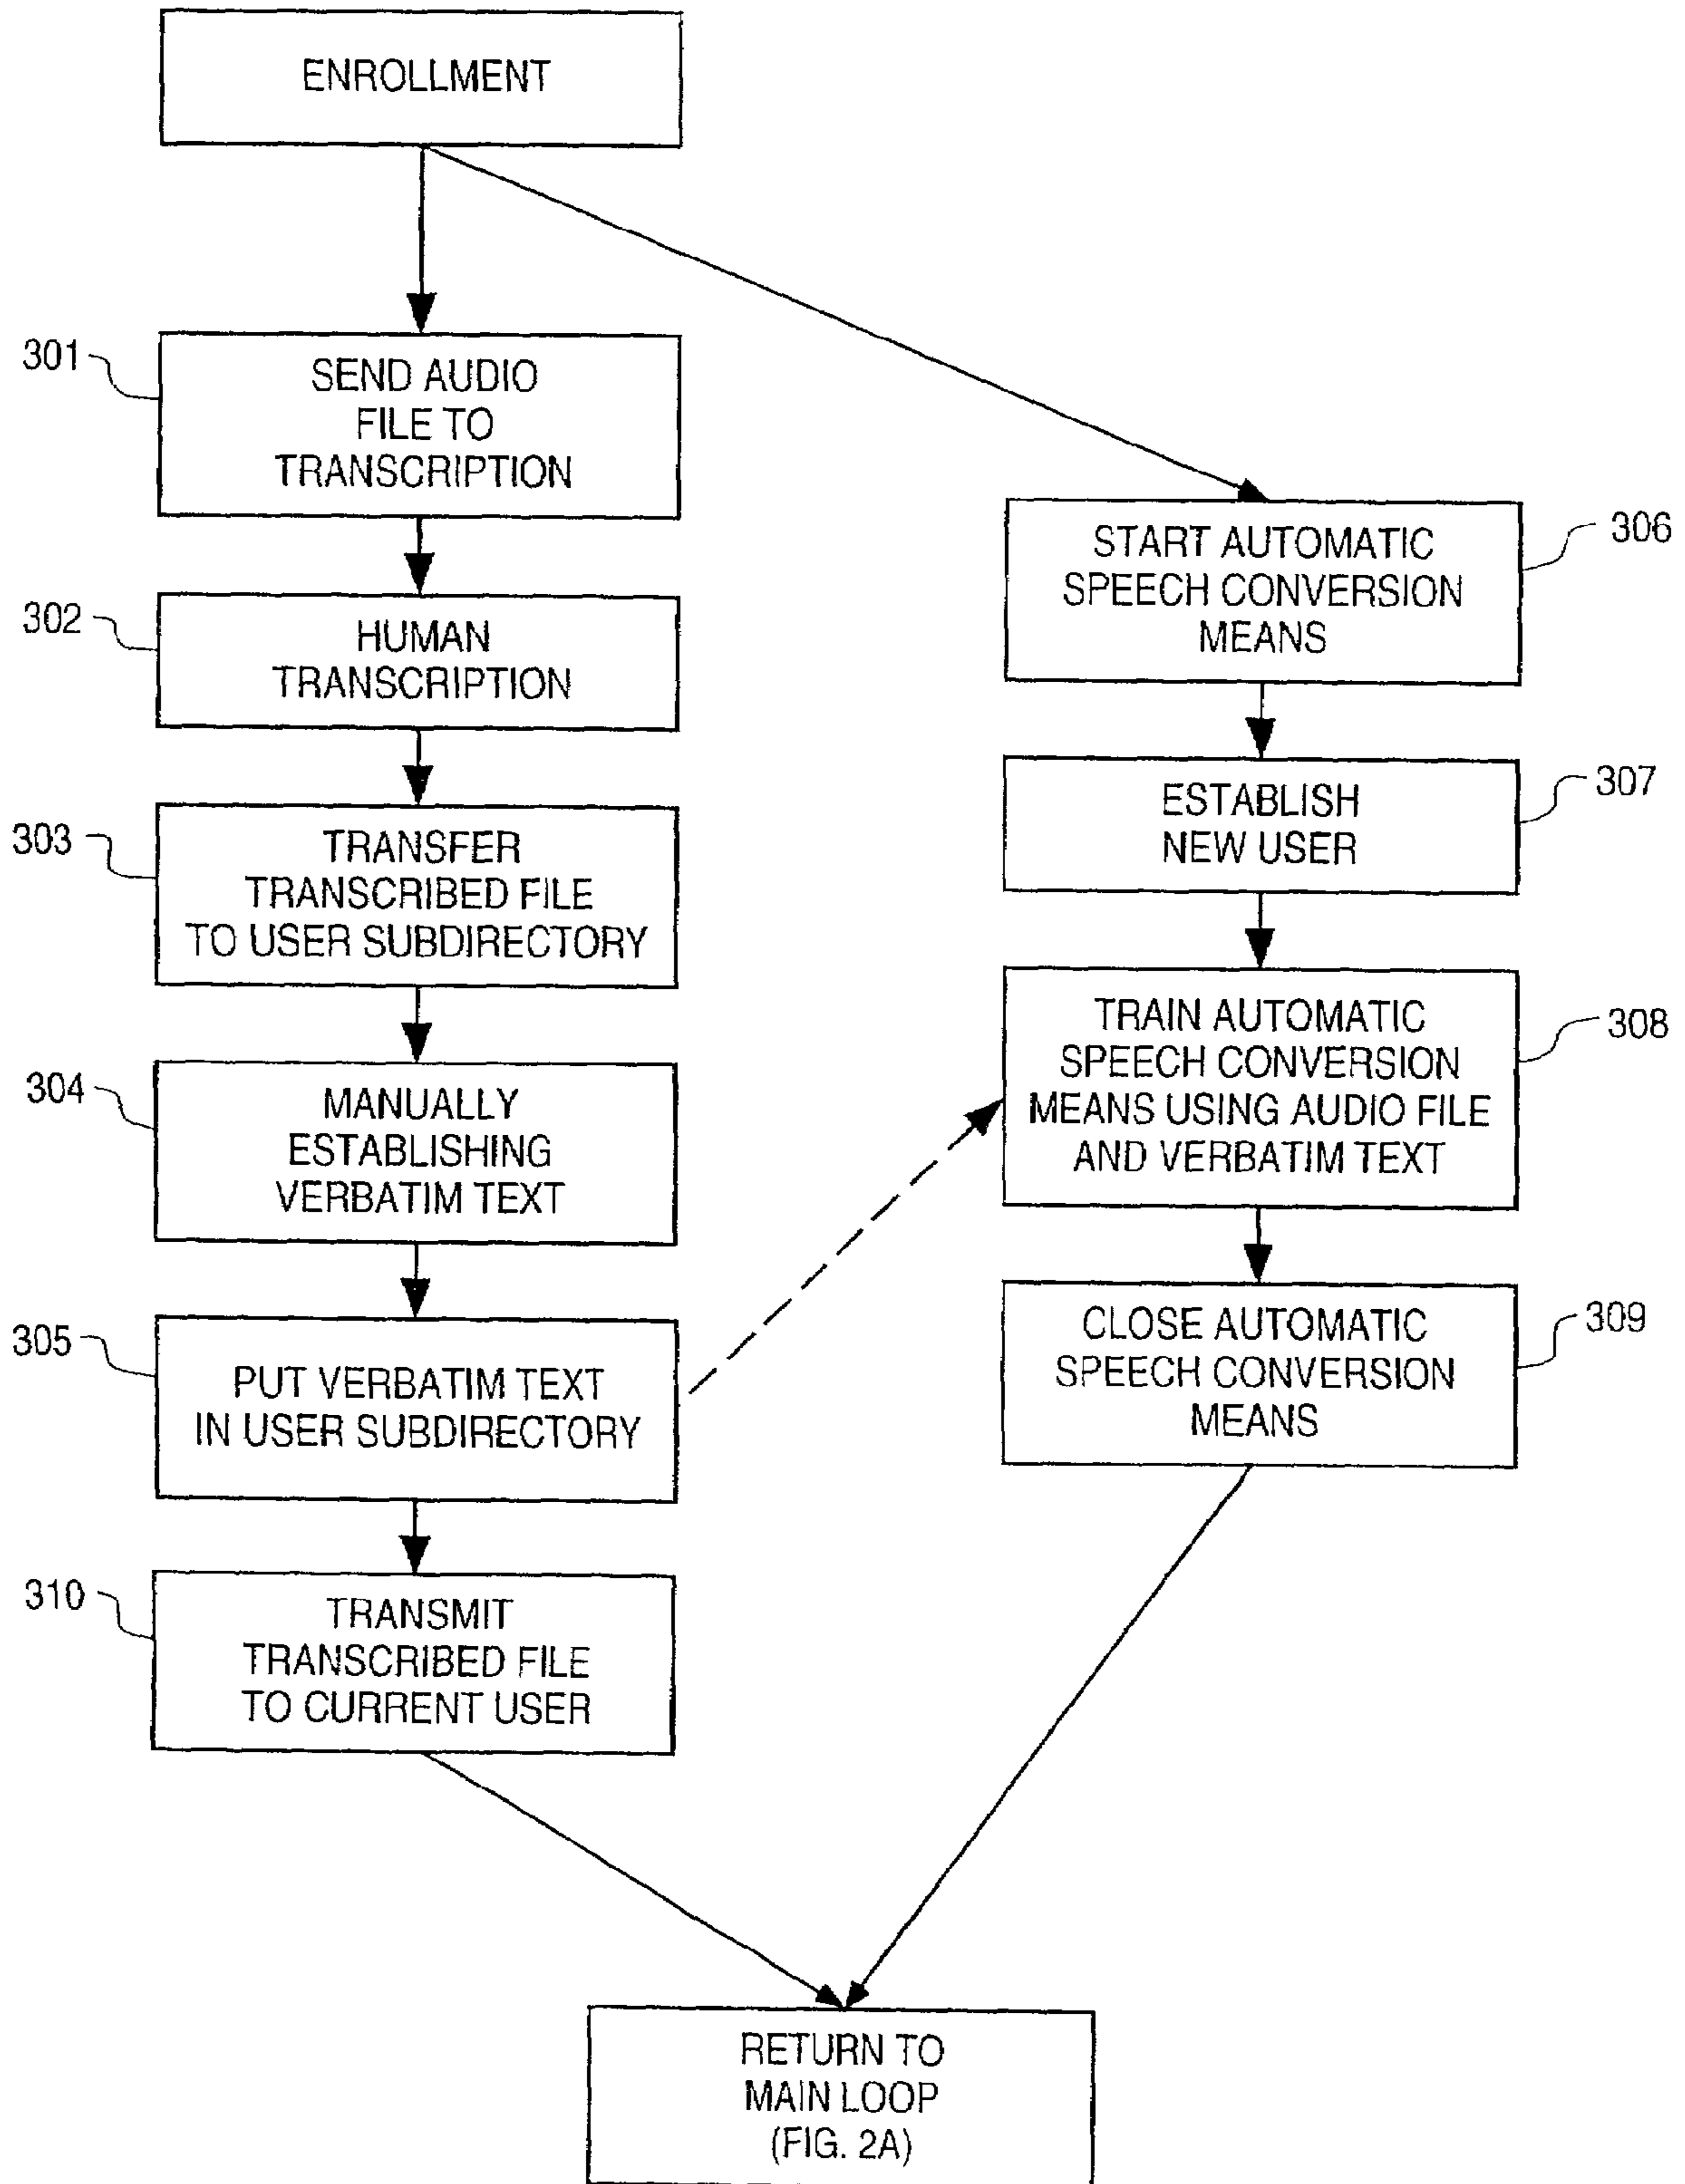 ENROLLMENT
301
SEND AUDIO
FILE TO
TRANSCRIPTION
302
HUMAN
TRANSCRIPTION
303
TRANSFER
TRANSCRIBED FILE
TO USER SUBDIRECTORY
304
MANUALLY
ESTABLISHING
VERBATIM TEXT
305
PUT VERBATIM TEXT
IN USER SUBDIRECTORY
310
TRANSMIT
TRANSCRIBED FILE
TO CURRENT USER
306
START AUTOMATIC
SPEECH CONVERSION
MEANS
307
ESTABLISH
NEW USER
308
TRAIN AUTOMATIC
SPEECH CONVERSION
MEANS USING AUDIO FILE
AND VERBATIM TEXT
309
CLOSE AUTOMATIC
SPEECH CONVERSION
MEANS
RETURN TO
MAIN LOOP
(FIG. 2A)